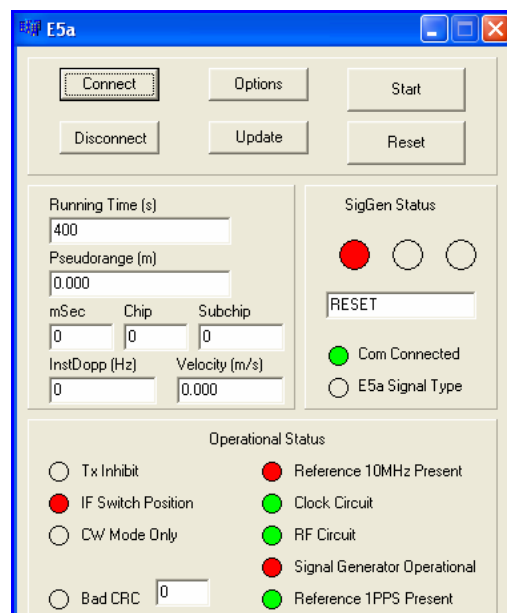 E5a
Connect Options Start
Disconnect Update Reset
Running Time (s)
400
Pseudorange (m)
0.000
mSec Chip Subchip
0 0 0
InstDopp (Hz) Velocity (m/s)
0 0.000
SigGen Status
RESET
Com Connected
E5a Signal Type
Operational Status
Tx Inhibit
IF Switch Position
CW Mode Only
Bad CRC 0
Reference 10MHz Present
Clock Circuit
RF Circuit
Signal Generator Operational
Reference 1PPS Present